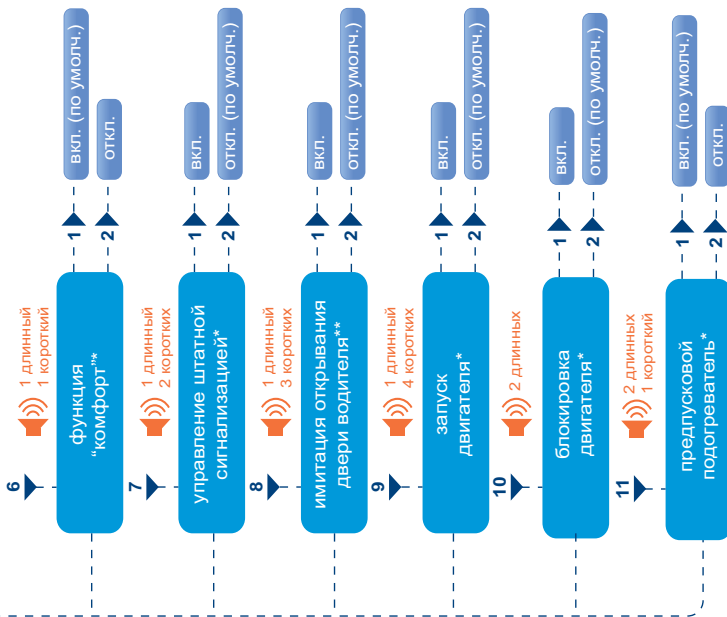 6
1 длинный
1 короткий
функция
“комфорт”*
1
вкл. (по умолч.)
2
откл.
7
1 длинный
2 коротких
управление штатной
сигнализацией*
1
вкл.
2
откл. (по умолч.)
8
1 длинный
3 коротких
имитация открывания
двери водителя**
1
вкл.
2
откл. (по умолч.)
9
1 длинный
4 коротких
запуск
двигателя*
1
вкл.
2
откл. (по умолч.)
10
2 длинных
блокировка
двигателя*
1
вкл.
2
откл. (по умолч.)
11
2 длинных
1 короткий
предпусковой
подогреватель*
1
вкл. (по умолч.)
2
откл.